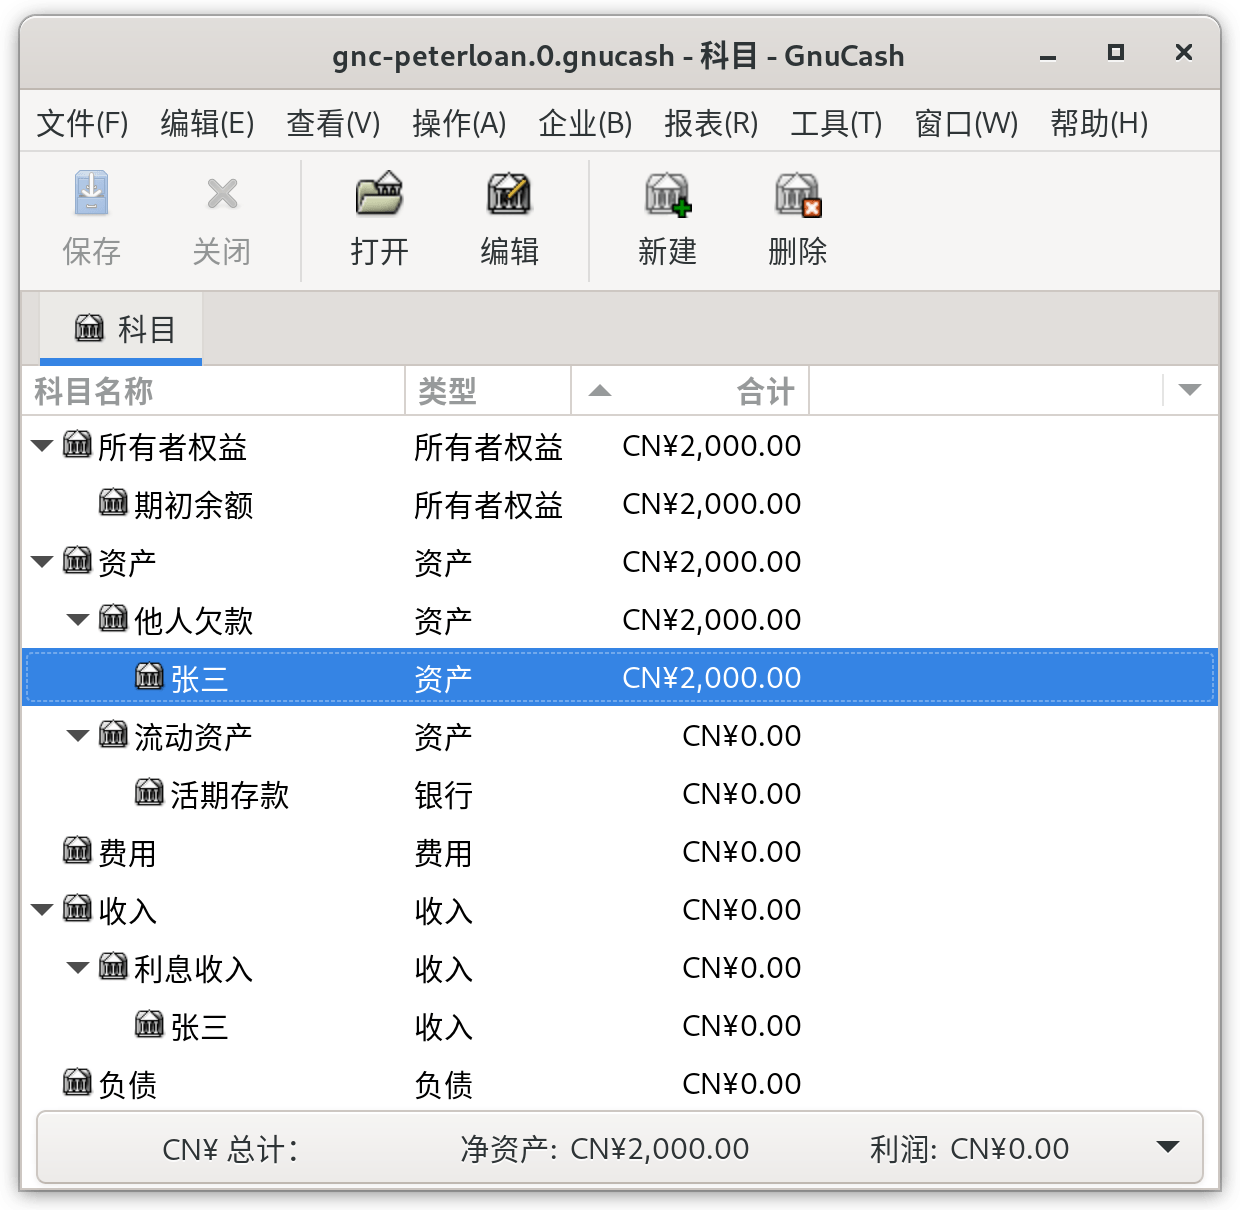 gnc-peterloan.0.gnucash - 科目 - GnuCash
文件(F) 编辑(E) 查看(V) 操作(A) 企业(B) 报表(R) 工具(T) 窗口(W) 帮助(H)
保存 关闭 打开 编辑 新建 删除
科目
科目名称 类型 合计
所有者权益 所有者权益 CN¥2,000.00
期初余额 所有者权益 CN¥2,000.00
资产 资产 CN¥2,000.00
他人欠款 资产 CN¥2,000.00
张三 资产 CN¥2,000.00
流动资产 资产 CN¥0.00
活期存款 银行 CN¥0.00
费用 费用 CN¥0.00
收入 收入 CN¥0.00
利息收入 收入 CN¥0.00
张三 收入 CN¥0.00
负债 负债 CN¥0.00
CN¥ 总计： 净资产: CN¥2,000.00 利润: CN¥0.00